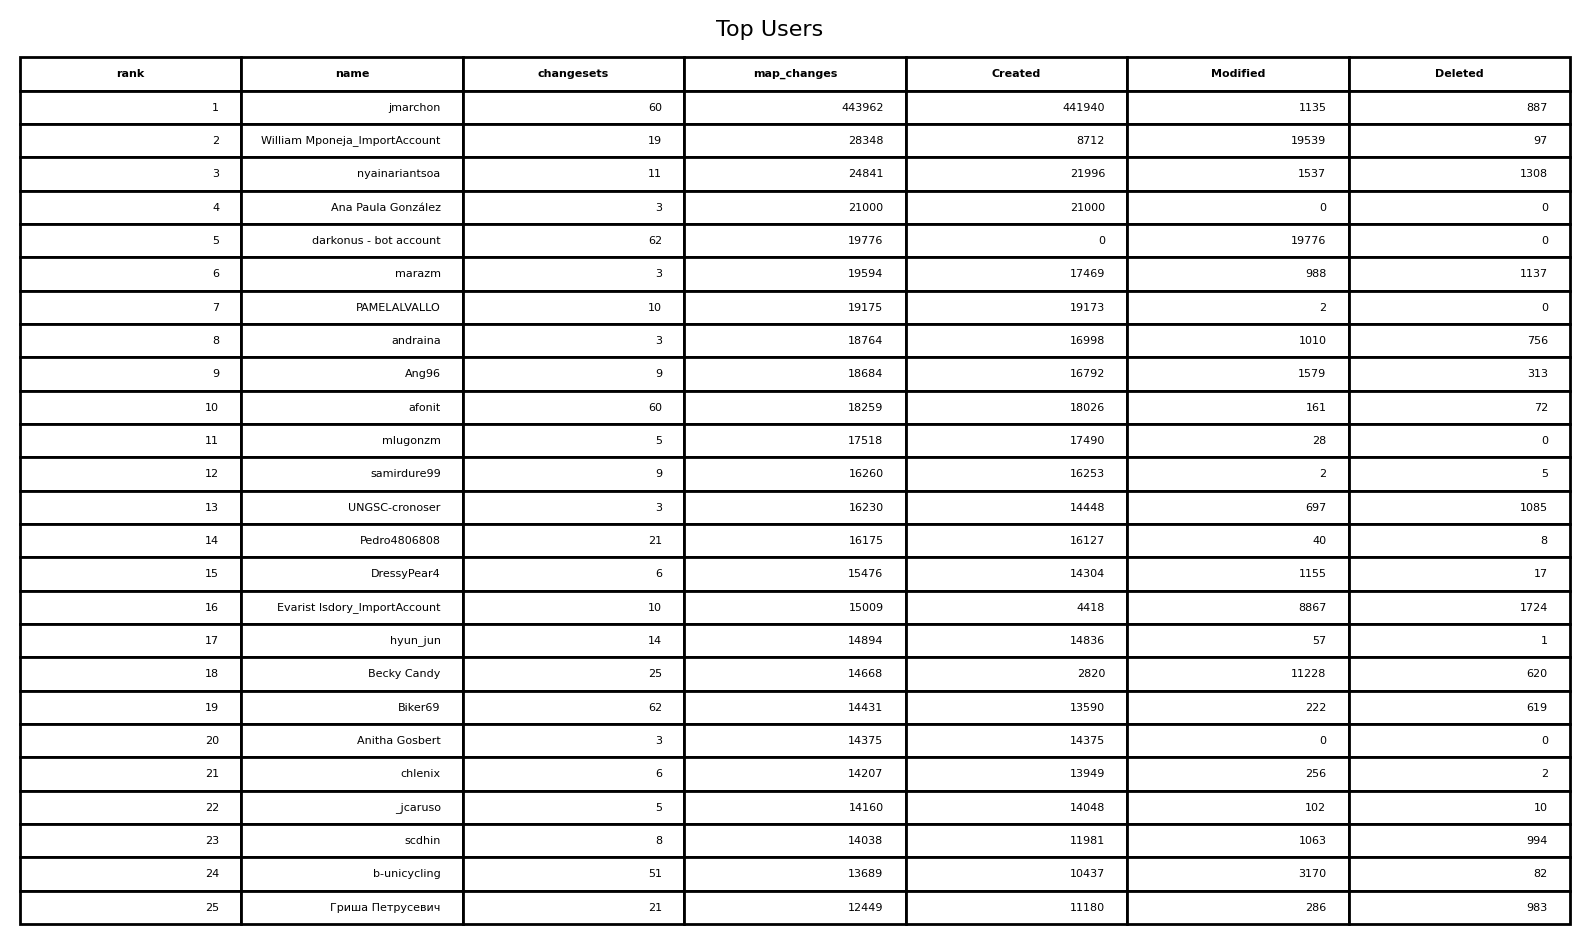 Top Users
rank name changesets map_changes Created Modified Deleted
1 jmarchon 60 443962 441940 1135 887
2 William Mponeja_ImportAccount 19 28348 8712 19539 97
3 nyainariantsoa 11 24841 21996 1537 1308
4 Ana Paula González 3 21000 21000 0 0
5 darkonus - bot account 62 19776 0 19776 0
6 marazm 3 19594 17469 988 1137
7 PAMELALVALLO 10 19175 19173 2 0
8 andraina 3 18764 16998 1010 756
9 Ang96 9 18684 16792 1579 313
10 afonit 60 18259 18026 161 72
11 mlugonzm 5 17518 17490 28 0
12 samirdure99 9 16260 16253 2 5
13 UNGSC-cronoser 3 16230 14448 697 1085
14 Pedro4806808 21 16175 16127 40 8
15 DressyPear4 6 15476 14304 1155 17
16 Evarist Isdory_ImportAccount 10 15009 4418 8867 1724
17 hyun_jun 14 14894 14836 57 1
18 Becky Candy 25 14668 2820 11228 620
19 Biker69 62 14431 13590 222 619
20 Anitha Gosbert 3 14375 14375 0 0
21 chlenix 6 14207 13949 256 2
22 _jcaruso 5 14160 14048 102 10
23 scdhin 8 14038 11981 1063 994
24 b-unicycling 51 13689 10437 3170 82
25 Гриша Петрусевич 21 12449 11180 286 983